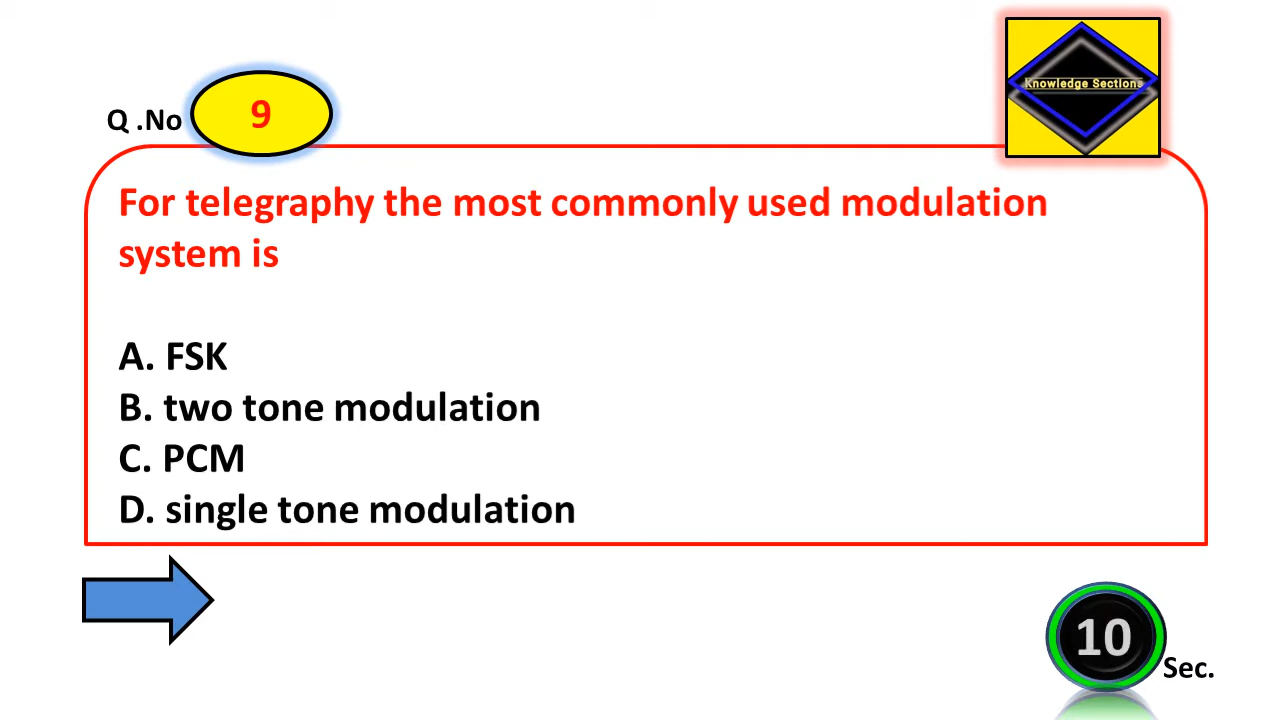 Knowledge Sections
Q .No 9
For telegraphy the most commonly used modulation
system is
A. FSK
B. two tone modulation
C. PCM
D. single tone modulation
10 Sec.